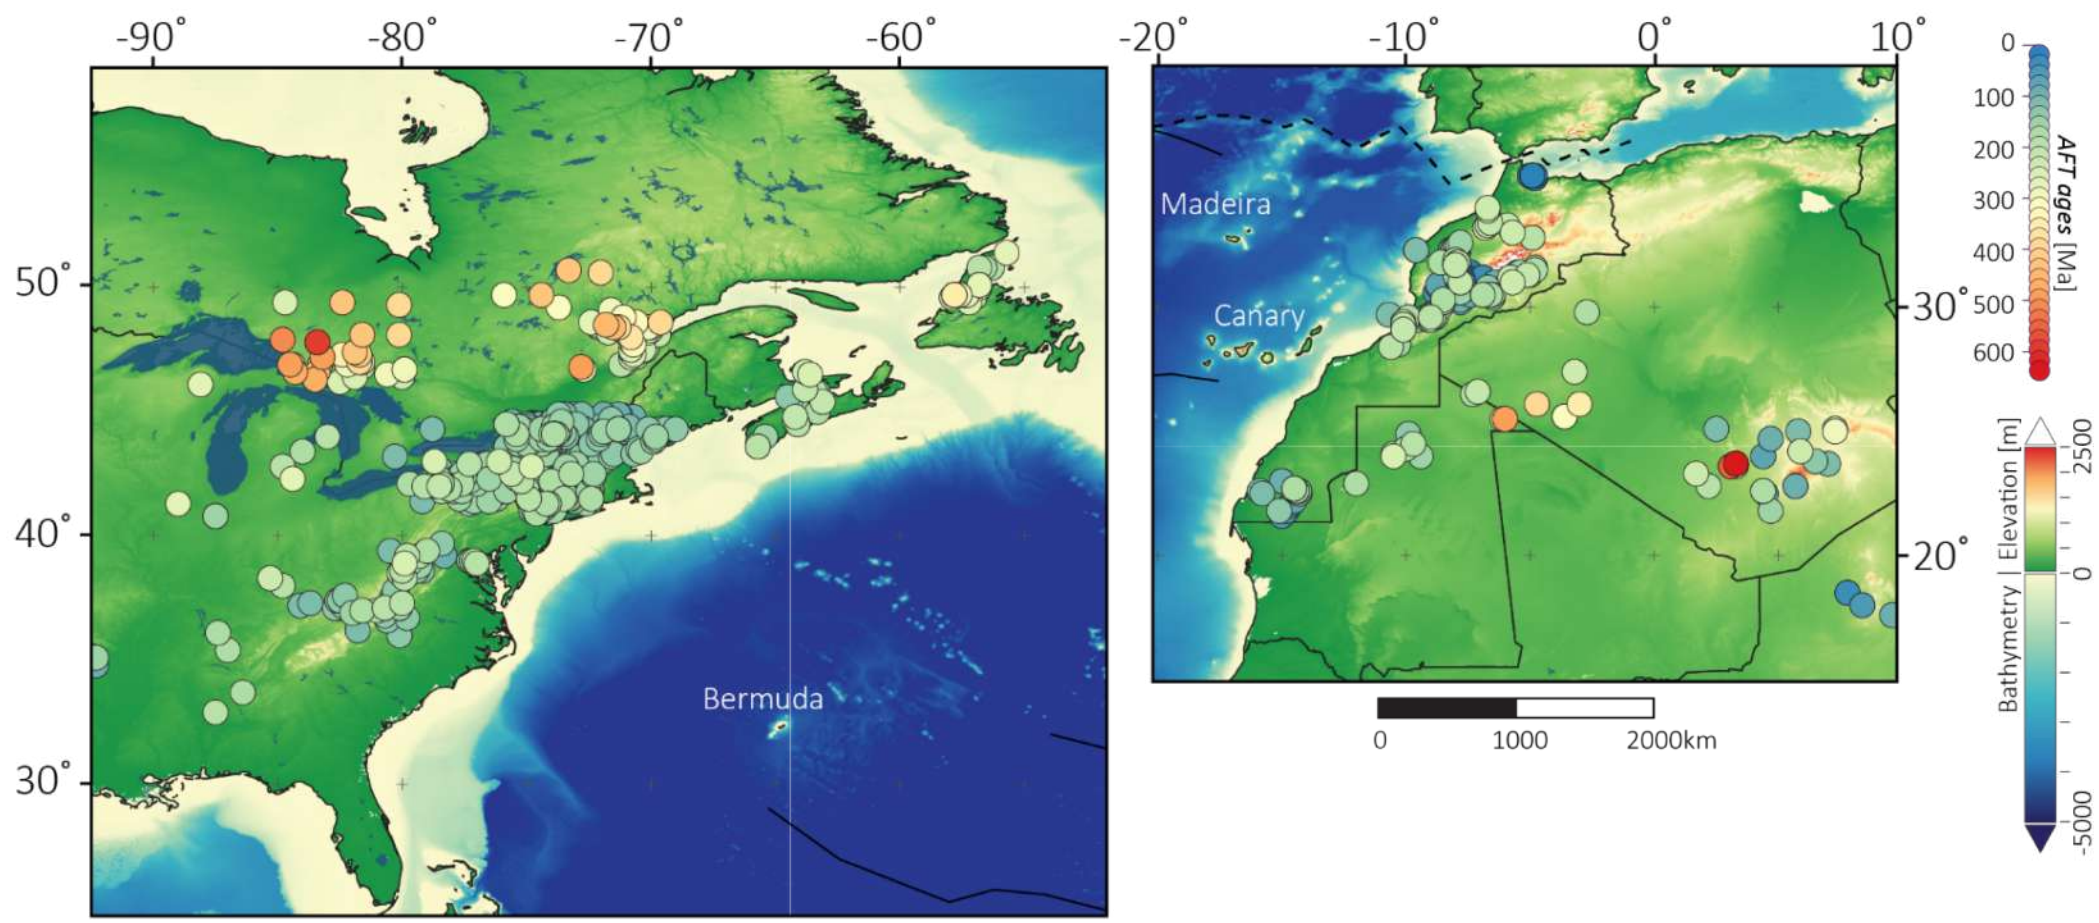 -90° -80° -70° -60°
-20° -10° 0° 10°
50°
40°
30°
Bermuda
Madeira
Canary
30°
20°
0 1000 2000km
0
100
200
300
400
500
600
AFT ages [Ma]
Bathymetry | Elevation [m]
2500
0
-5000